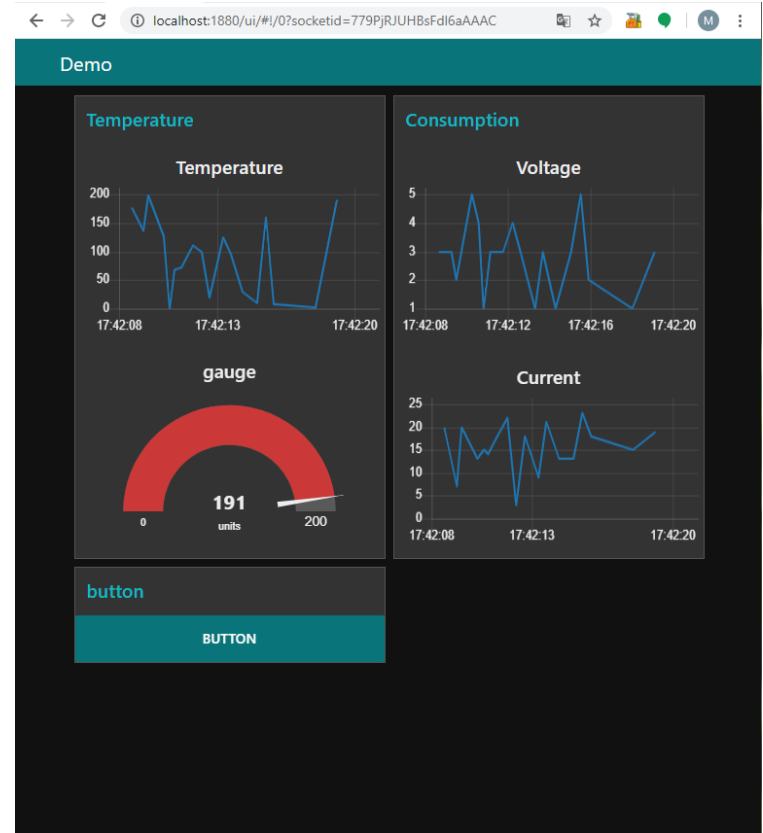 localhost:1880/ui/#!/0?socketid=779PjRJUHBsFdl6aAAAC
M
Demo
Temperature
Temperature
200
150
100
50
0
17:42:08 17:42:13 17:42:20
gauge
191
units
0 200
Consumption
Voltage
5
4
3
2
1
17:42:08 17:42:12 17:42:16 17:42:20
Current
25
20
15
10
5
0
17:42:08 17:42:13 17:42:20
button
BUTTON